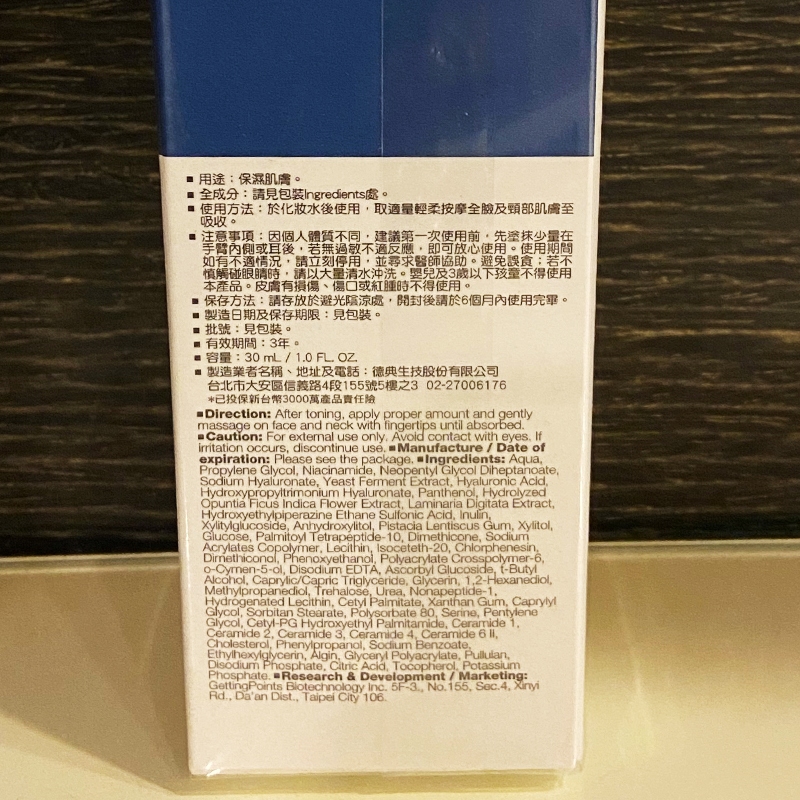 ▪用途：保濕肌膚。
▪全成分：請見包裝Ingredients處。
▪使用方法：於化妝水後使用，取適量輕柔按摩全臉及頸部肌膚至
吸收。
▪注意事項：因個人體質不同，建議第一次使用前，先塗抹少量在
手臂內側或耳後，若無過敏不適反應，即可放心使用。使用期間
如有不適情況，請立刻停用，並尋求醫師協助。避免誤食；若不
慎觸碰眼睛時，請以大量清水沖洗。嬰兒及3歲以下孩童不得使用
本產品。皮膚有損傷、傷口或紅腫時不得使用。
▪保存方法：請存放於避光陰涼處，開封後請於6個月內使用完畢。
▪製造日期及保存期限：見包裝。
▪批號：見包裝。
▪有效期間：3年。
▪容量：30 mL / 1.0 FL. OZ.
▪製造業者名稱、地址及電話：德典生技股份有限公司
台北市大安區信義路4段155號5樓之3 02-27006176
*已投保新台幣3000萬產品責任險
▪Direction: After toning, apply proper amount and gently
massage on face and neck with fingertips until absorbed.
▪Caution: For external use only. Avoid contact with eyes. If
irritation occurs, discontinue use. ▪Manufacture / Date of
expiration: Please see the package. ▪Ingredients: Aqua,
Propylene Glycol, Niacinamide, Neopentyl Glycol Diheptanoate,
Sodium Hyaluronate, Yeast Ferment Extract, Hyaluronic Acid,
Hydroxypropyltrimonium Hyaluronate, Panthenol, Hydrolyzed
Opuntia Ficus Indica Flower Extract, Laminaria Digitata Extract,
Hydroxyethylpiperazine Ethane Sulfonic Acid, Inulin,
Xylitylglucoside, Anhydroxylitol, Pistacia Lentiscus Gum, Xylitol,
Glucose, Palmitoyl Tetrapeptide-10, Dimethicone, Sodium
Acrylates Copolymer, Lecithin, Isoceteth-20, Chlorphenesin,
Dimethiconol, Phenoxyethanol, Polyacrylate Crosspolymer-6,
o-Cymen-5-ol, Disodium EDTA, Ascorbyl Glucoside, t-Butyl
Alcohol, Caprylic/Capric Triglyceride, Glycerin, 1,2-Hexanediol,
Methylpropanediol, Trehalose, Urea, Nonapeptide-1,
Hydrogenated Lecithin, Cetyl Palmitate, Xanthan Gum, Caprylyl
Glycol, Sorbitan Stearate, Polysorbate 80, Serine, Pentylene
Glycol, Cetyl-PG Hydroxyethyl Palmitamide, Ceramide 1,
Ceramide 2, Ceramide 3, Ceramide 4, Ceramide 6 II,
Cholesterol, Phenylpropanol, Sodium Benzoate,
Ethylhexylglycerin, Algin, Glyceryl Polyacrylate, Pullulan,
Disodium Phosphate, Citric Acid, Tocopherol, Potassium
Phosphate. ▪Research & Development / Marketing:
GettingPoints Biotechnology Inc. 5F-3., No.155, Sec.4, Xinyi
Rd., Da'an Dist., Taipei City 106.